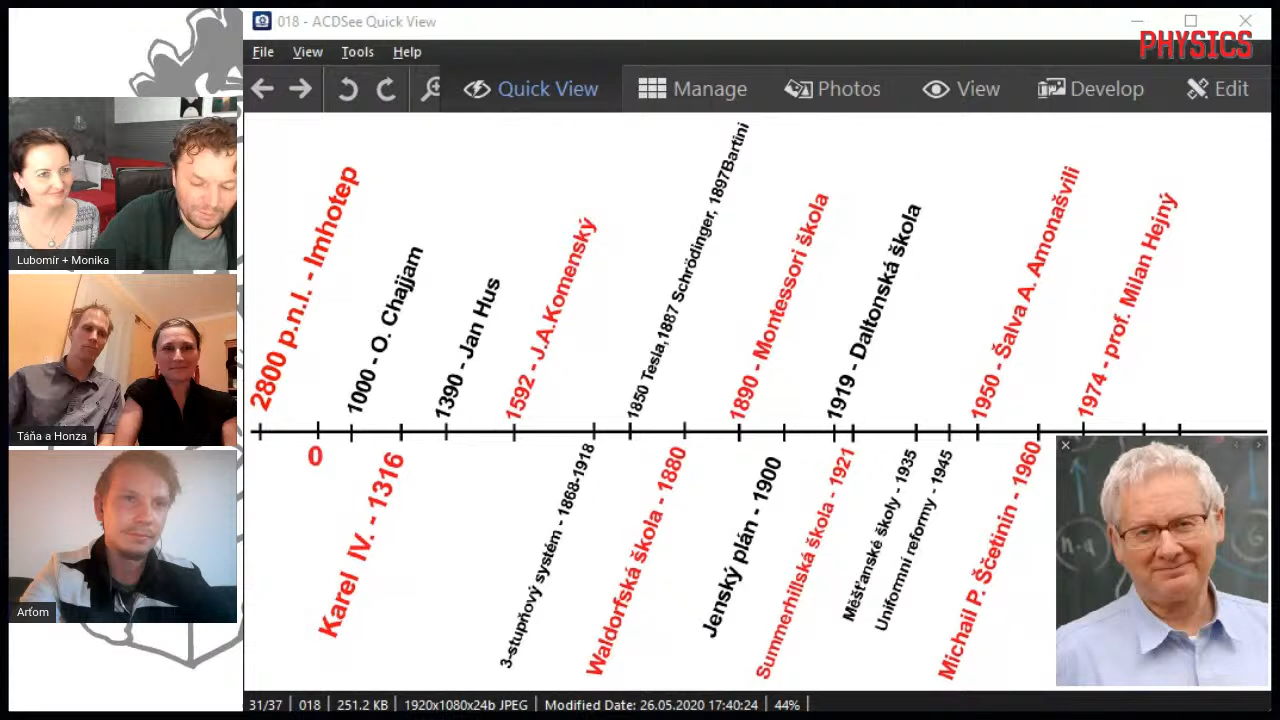 018 - ACDSee Quick View
PHYSICS
File View Tools Help
Quick View Manage Photos View Develop Edit
2800 p.n.l. - Imhotep
1000 - O. Chajjam
1390 - Jan Hus
1592 - J.A.Komenský
1850 Tesla,1887 Schrödinger, 1897Bartini
1890 - Montessori škola
1919 - Daltonská škola
1950 - Šalva A. Amonašvili
1974 - prof. Milan Hejný
0
Karel IV. - 1316
3-stupňový systém - 1868-1918
Waldorfská škola - 1880
Jenský plán - 1900
Summerhillská škola - 1921
Měšťanské školy - 1935
Uniformní reformy - 1945
Michail P. Ščetinin - 1960
Lubomír + Monika
Táňa a Honza
Arťom
31/37 018 251.2 KB 1920x1080x24b JPEG Modified Date: 26.05.2020 17:40:24 44%